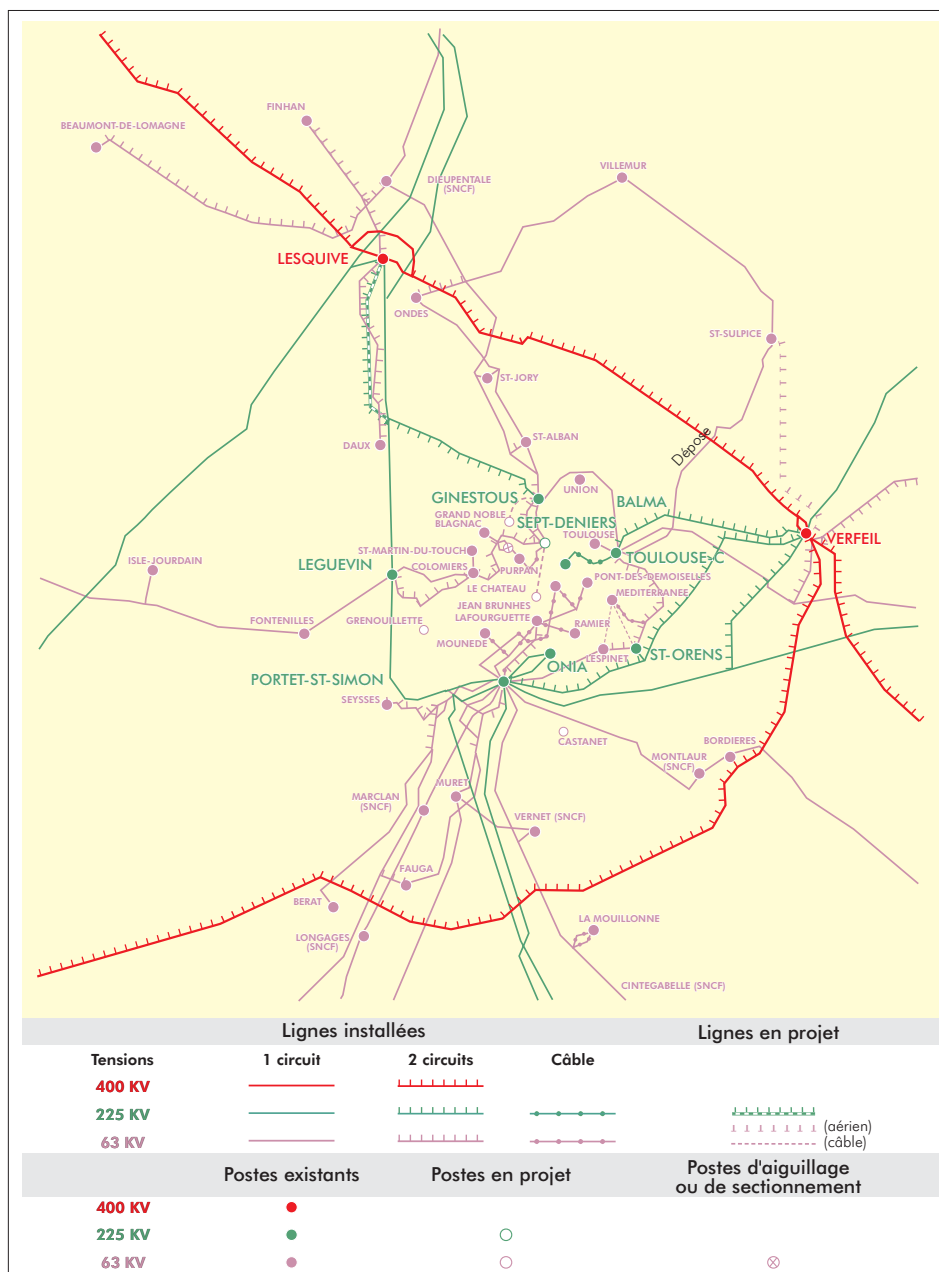 FINHAN
BEAUMONT-DE-LOMAGNE
VILLEMUR
DIEUPENTALE
(SNCF)
LESQUIVE
ONDES
ST-SULPICE
ST-JORY
DAUX
ST-ALBAN
Dépose
GINESTOUS
UNION
BALMA
GRAND NOBLE
BLAGNAC
SEPT-DENIERS
TOULOUSE
VERFEIL
ST-MARTIN-DU-TOUCH
ISLE-JOURDAIN
LEGUEVIN
COLOMIERS
PURPAN
TOULOUSE-C
LE CHATEAU
PONT-DES-DEMOISELLES
MEDITERRANEE
JEAN BRUNHES
LAFOURGUETTE
FONTENILLES
GRENOUILLETTE
RAMIER
MOUNEDE
LESPINET
ST-ORENS
ONIA
PORTET-ST-SIMON
SEYSSES
CASTANET
BORDIERES
MONTLAUR
(SNCF)
MURET
MARCLAN
(SNCF)
VERNET (SNCF)
FAUGA
BERAT
LA MOUILLONNE
LONGAGES
(SNCF)
CINTEGABELLE (SNCF)
Lignes installées
Lignes en projet
Tensions
1 circuit
2 circuits
Câble
400 KV
225 KV
(aérien)
63 KV
(câble)
Postes existants
Postes en projet
Postes d'aiguillage
ou de sectionnement
400 KV
225 KV
63 KV